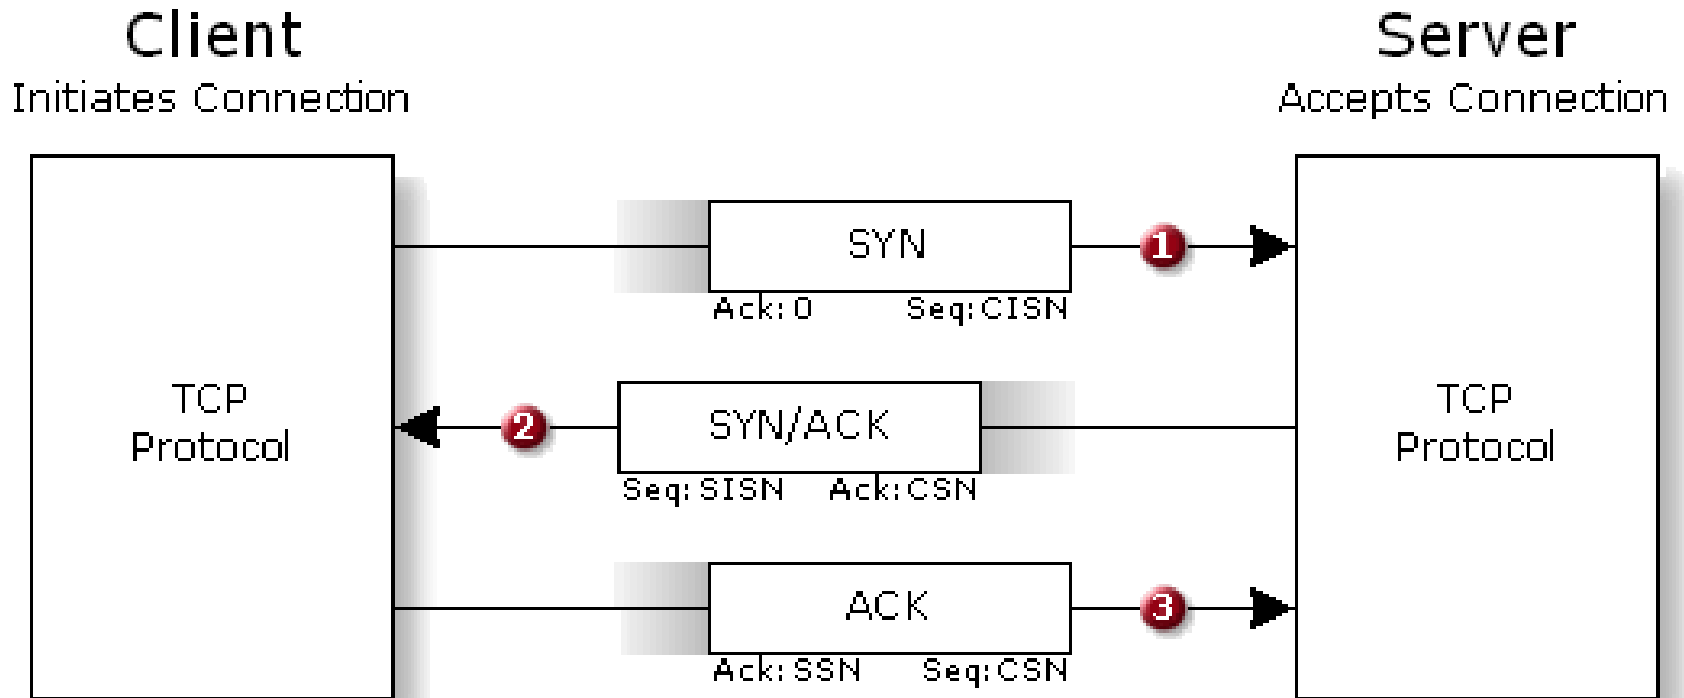 Client
Initiates Connection
Server
Accepts Connection
SYN
1
Ack:0 Seq:CISN
TCP
Protocol
2
SYN/ACK
Seq:SISN Ack:CSN
TCP
Protocol
ACK
3
Ack:SSN Seq:CSN